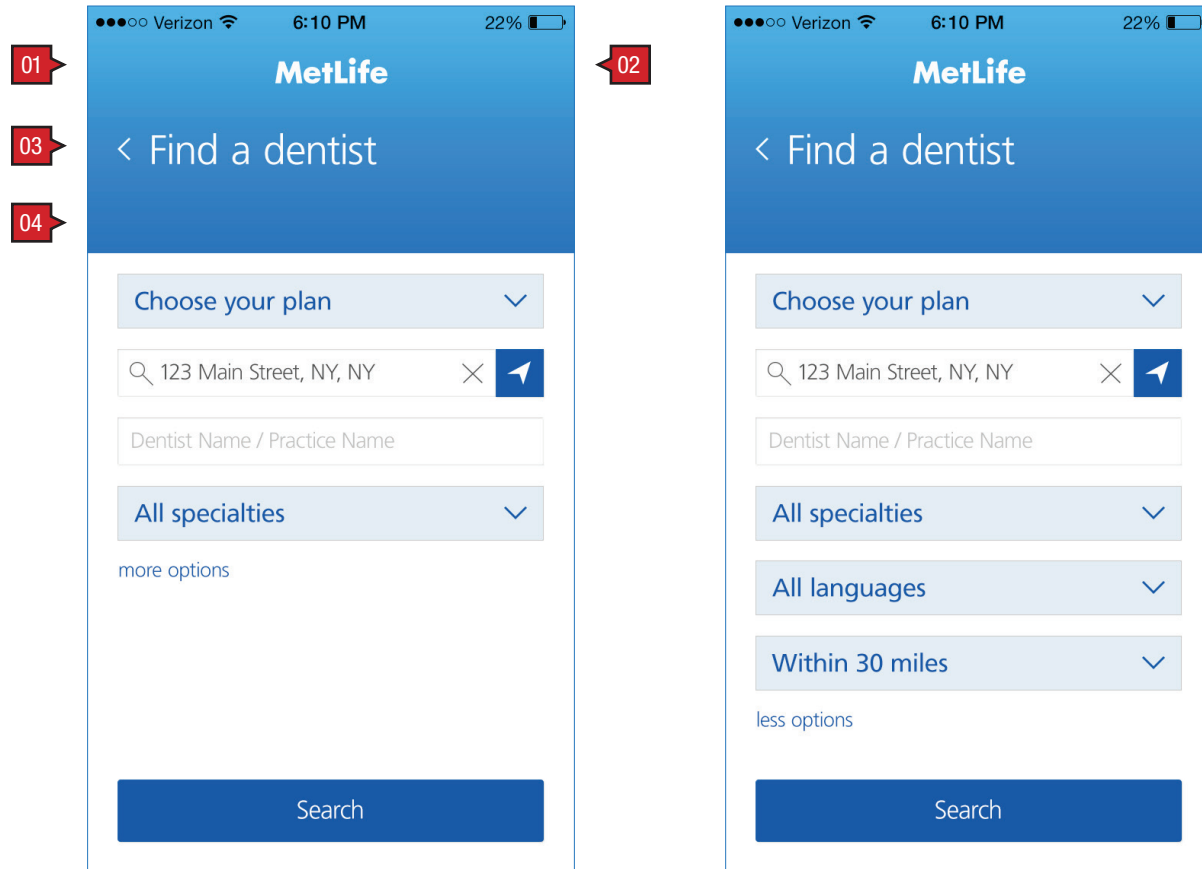 ●●●○○ Verizon 6:10 PM 22%
01
MetLife
03
< Find a dentist
04
Choose your plan
123 Main Street, NY, NY
Dentist Name / Practice Name
All specialties
more options
Search
●●●○○ Verizon 6:10 PM 22%
02
MetLife
< Find a dentist
Choose your plan
123 Main Street, NY, NY
Dentist Name / Practice Name
All specialties
All languages
Within 30 miles
less options
Search